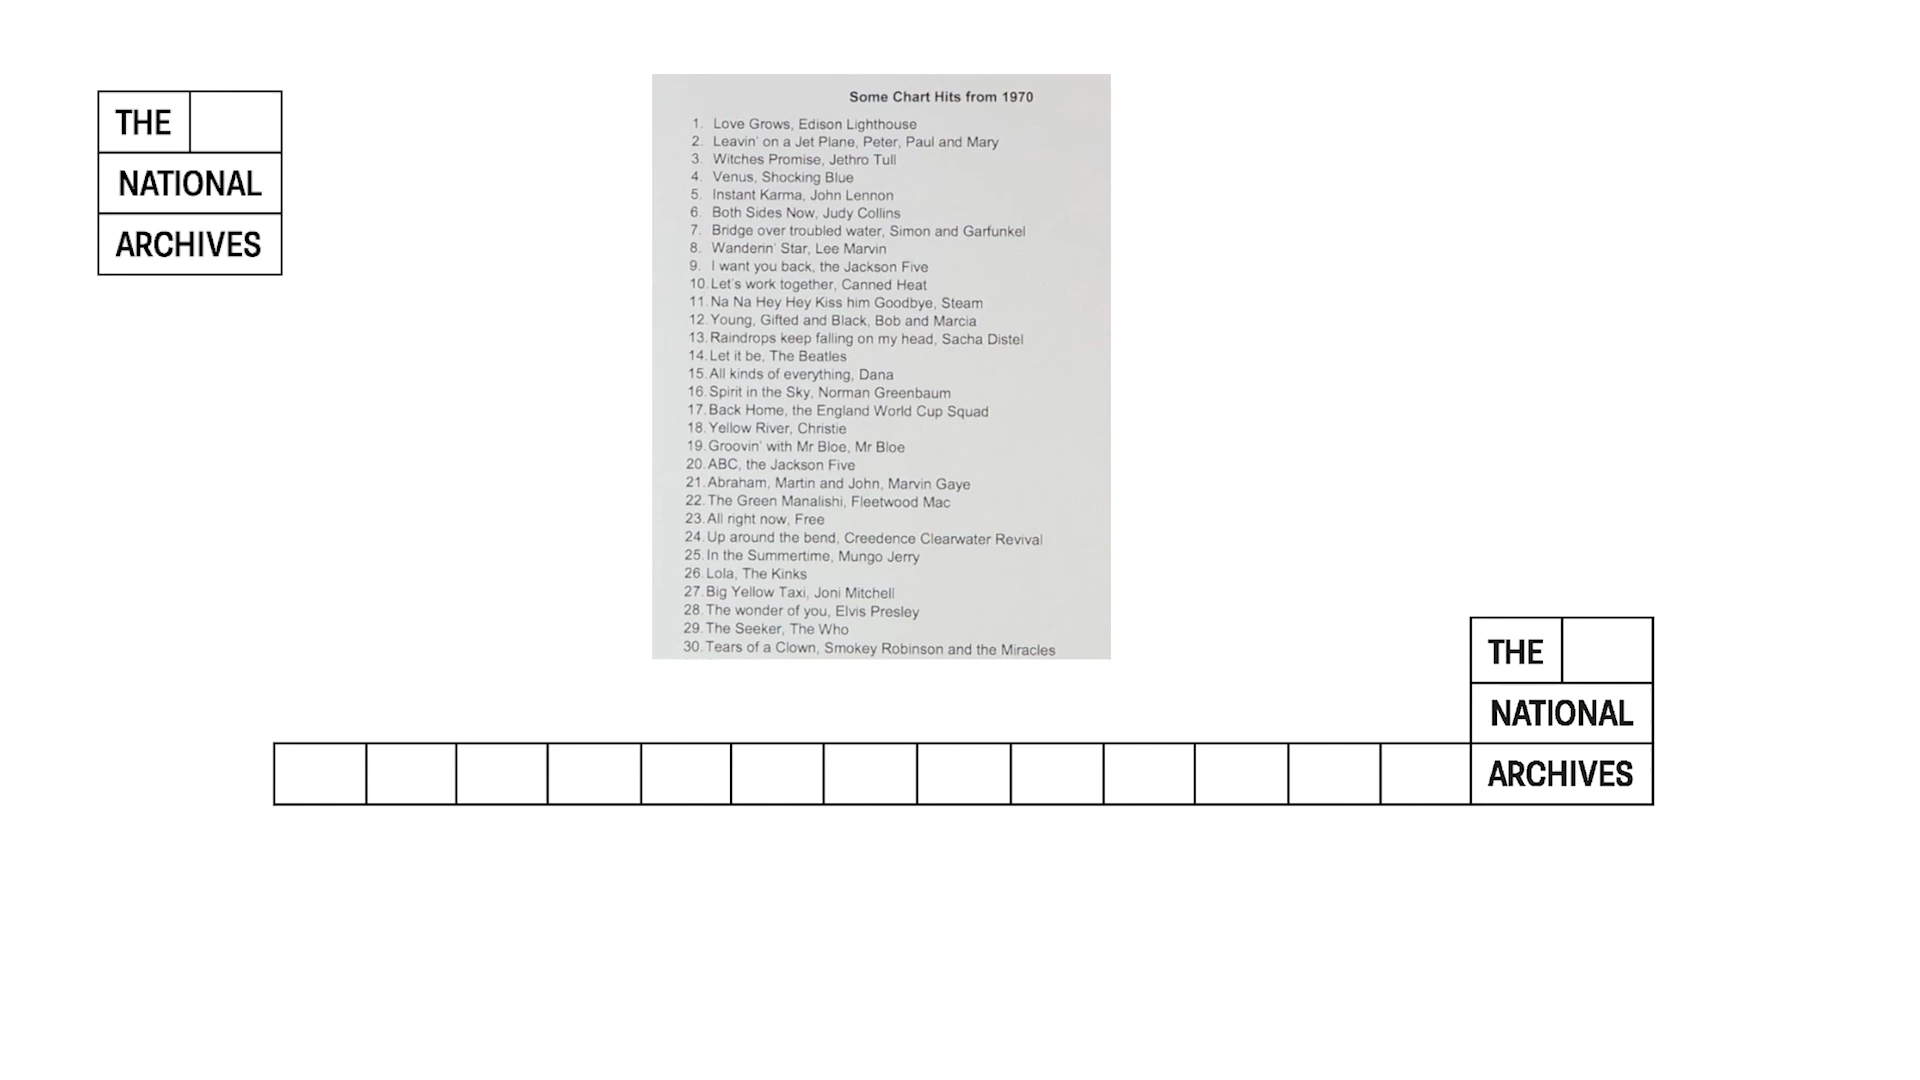 THE
NATIONAL
ARCHIVES
Some Chart Hits from 1970
1. Love Grows, Edison Lighthouse
2. Leavin' on a Jet Plane, Peter, Paul and Mary
3. Witches Promise, Jethro Tull
4. Venus, Shocking Blue
5. Instant Karma, John Lennon
6. Both Sides Now, Judy Collins
7. Bridge over troubled water, Simon and Garfunkel
8. Wanderin' Star, Lee Marvin
9. I want you back, the Jackson Five
10. Let's work together, Canned Heat
11. Na Na Hey Hey Kiss him Goodbye, Steam
12. Young, Gifted and Black, Bob and Marcia
13. Raindrops keep falling on my head, Sacha Distel
14. Let it be, The Beatles
15. All kinds of everything, Dana
16. Spirit in the Sky, Norman Greenbaum
17. Back Home, the England World Cup Squad
18. Yellow River, Christie
19. Groovin' with Mr Bloe, Mr Bloe
20. ABC, the Jackson Five
21. Abraham, Martin and John, Marvin Gaye
22. The Green Manalishi, Fleetwood Mac
23. All right now, Free
24. Up around the bend, Creedence Clearwater Revival
25. In the Summertime, Mungo Jerry
26. Lola, The Kinks
27. Big Yellow Taxi, Joni Mitchell
28. The wonder of you, Elvis Presley
29. The Seeker, The Who
30. Tears of a Clown, Smokey Robinson and the Miracles
THE
NATIONAL
ARCHIVES